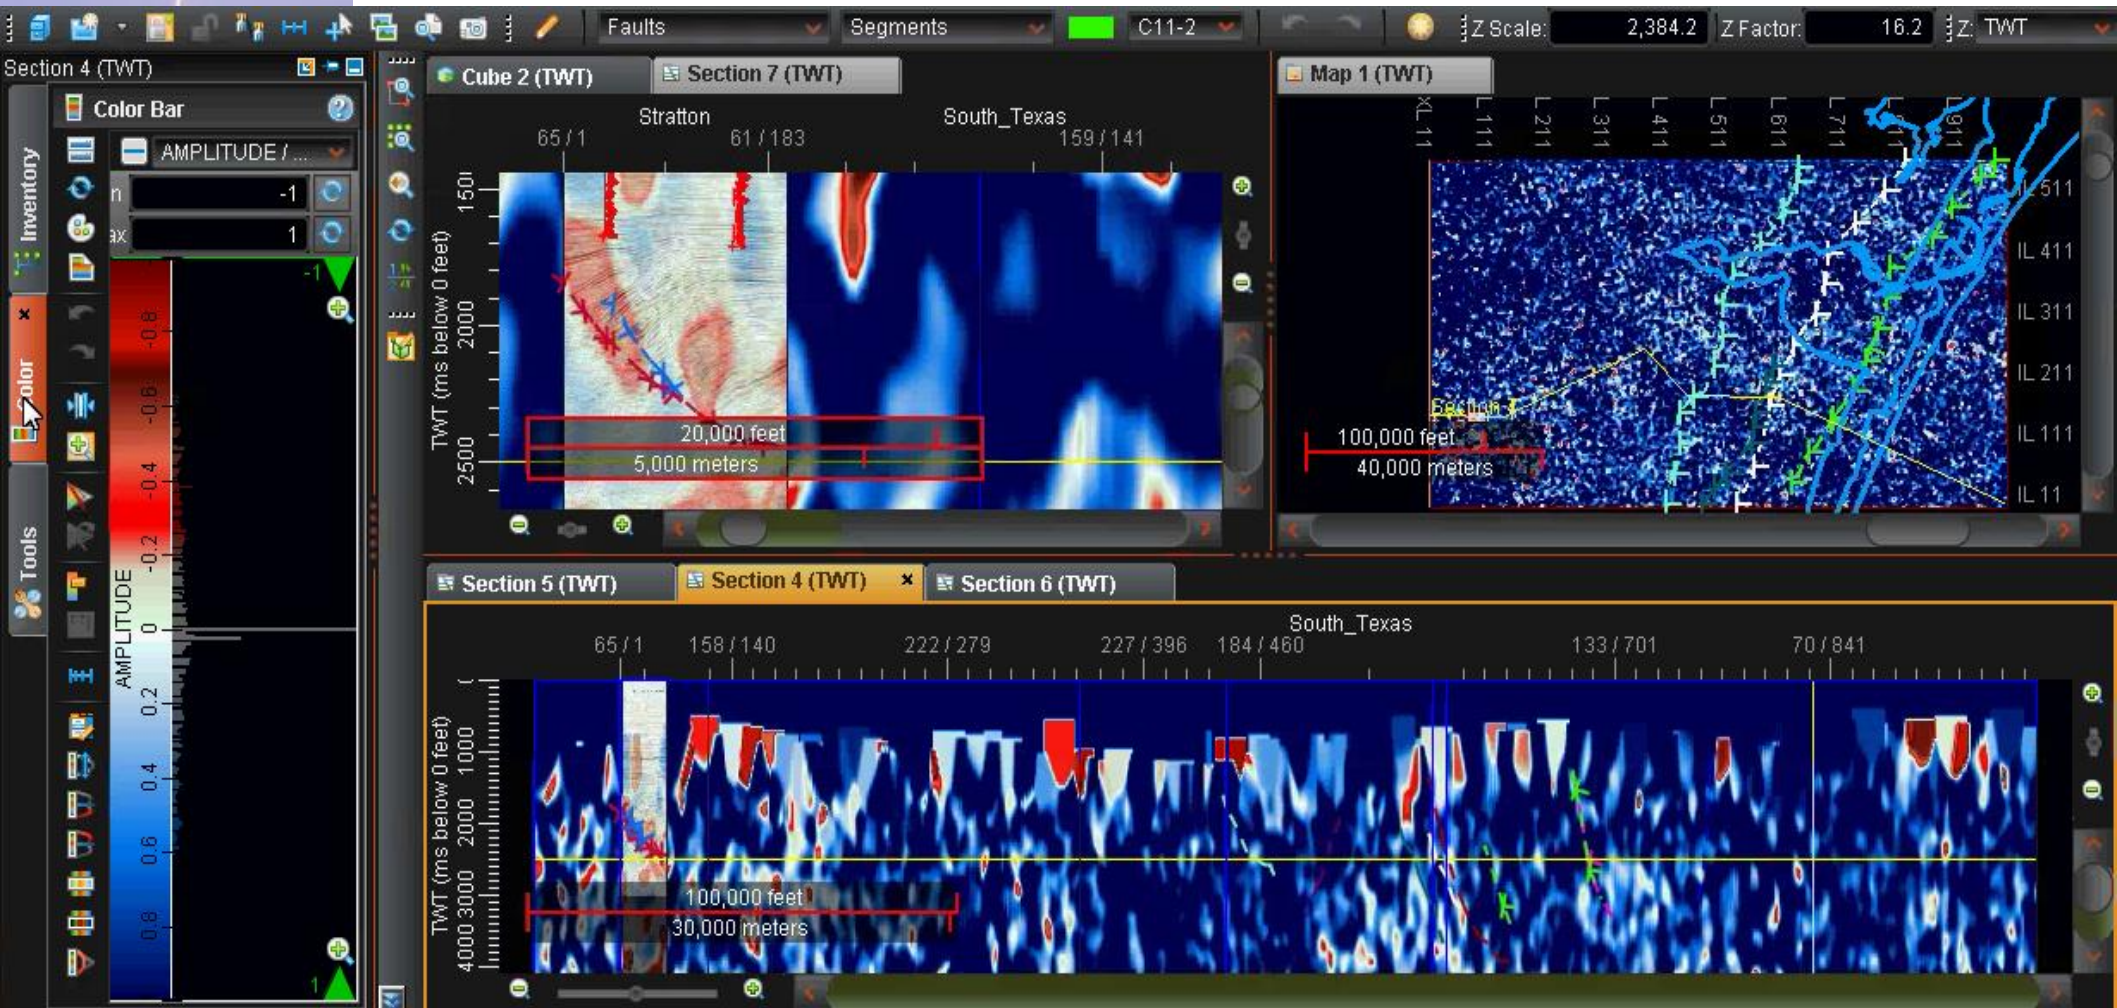 Faults Segments C11-2 Z Scale: 2,384.2 Z Factor: 16.2 Z: TWT
Section 4 (TWT)
Inventory
Color
Tools
Color Bar
AMPLITUDE / ...
n -1
ax 1
-1
-0.8
-0.6
-0.4
-0.2
0
0.2
0.4
0.6
0.8
AMPLITUDE
1
Cube 2 (TWT) Section 7 (TWT)
Stratton South_Texas
65/1 61/183 159/141
TWT (ms below 0 feet)
2000
2500
20,000 feet
5,000 meters
Map 1 (TWT)
XL 11 L 111 L 211 L 311 L 411 L 511 L 611 L 711
IL 511
IL 411
IL 311
IL 211
IL 111
IL 11
Section 4
100,000 feet
40,000 meters
Section 5 (TWT) Section 4 (TWT) × Section 6 (TWT)
South_Texas
65/1 158/140 222/279 227/396 184/460 133/701 70/841
TWT (ms below 0 feet)
1000
2000
3000
4000
100,000 feet
30,000 meters